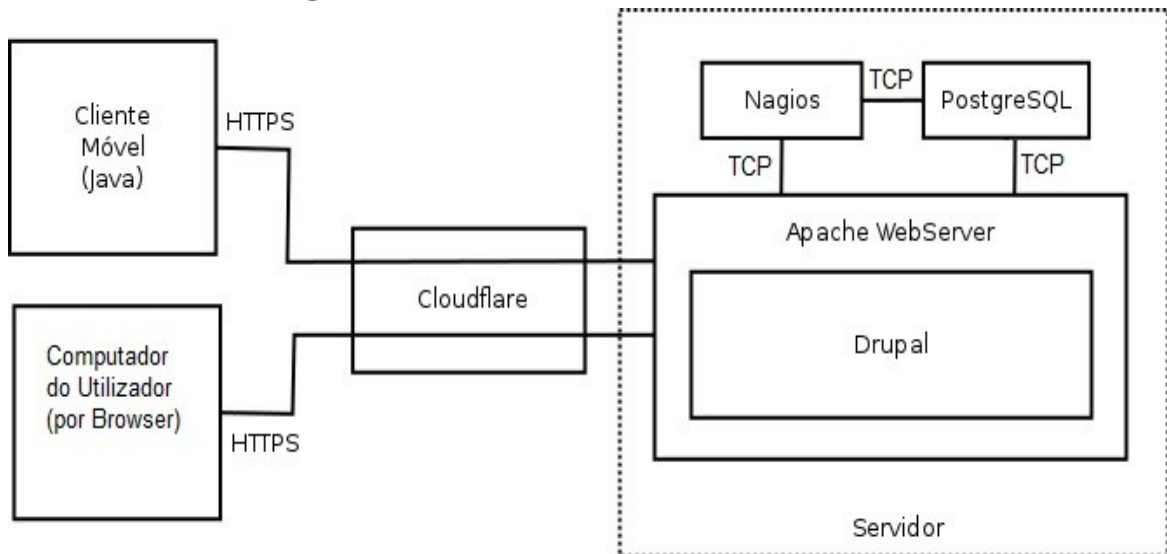 Cliente
Móvel
(Java)
HTTPS
Cloudflare
Computador
do Utilizador
(por Browser)
HTTPS
Nagios
TCP
PostgreSQL
TCP
TCP
Apache WebServer
Drupal
Servidor